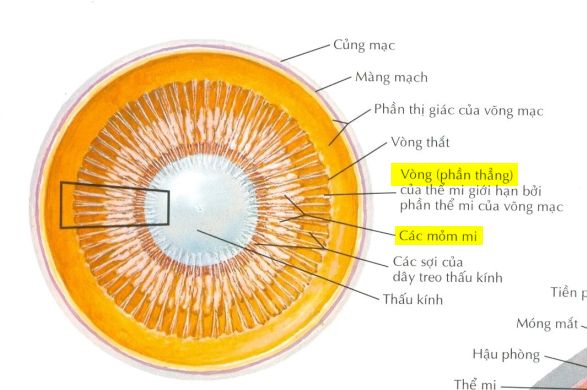 Củng mạc
Màng mạch
Phần thị giác của võng mạc
Vòng thắt
Vòng (phần thẳng)
của thể mi giới hạn bởi
phần thể mi của võng mạc
Các mỏm mi
Các sợi của
dây treo thấu kính
Thấu kính
Tiền p
Móng mắt
Hậu phòng
Thể mi